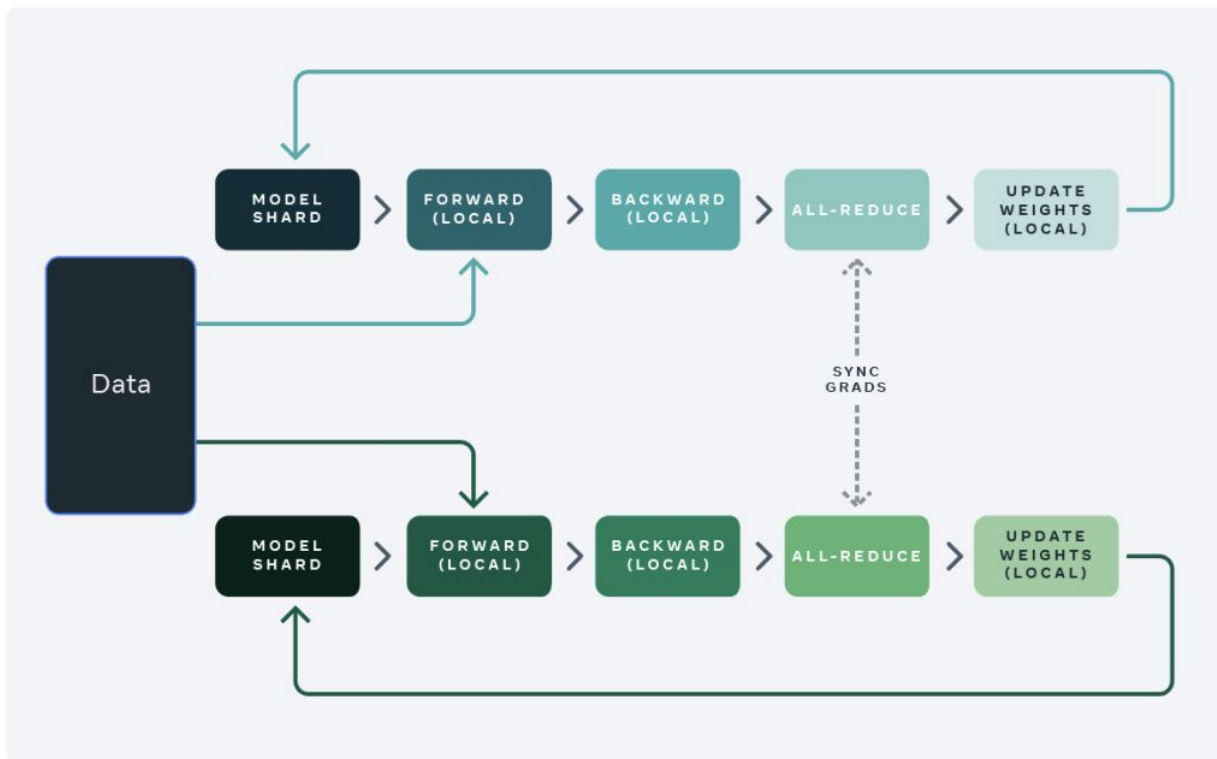 MODEL
SHARD
FORWARD
(LOCAL)
BACKWARD
(LOCAL)
ALL-REDUCE
UPDATE
WEIGHTS
(LOCAL)
Data
SYNC
GRADS
MODEL
SHARD
FORWARD
(LOCAL)
BACKWARD
(LOCAL)
ALL-REDUCE
UPDATE
WEIGHTS
(LOCAL)